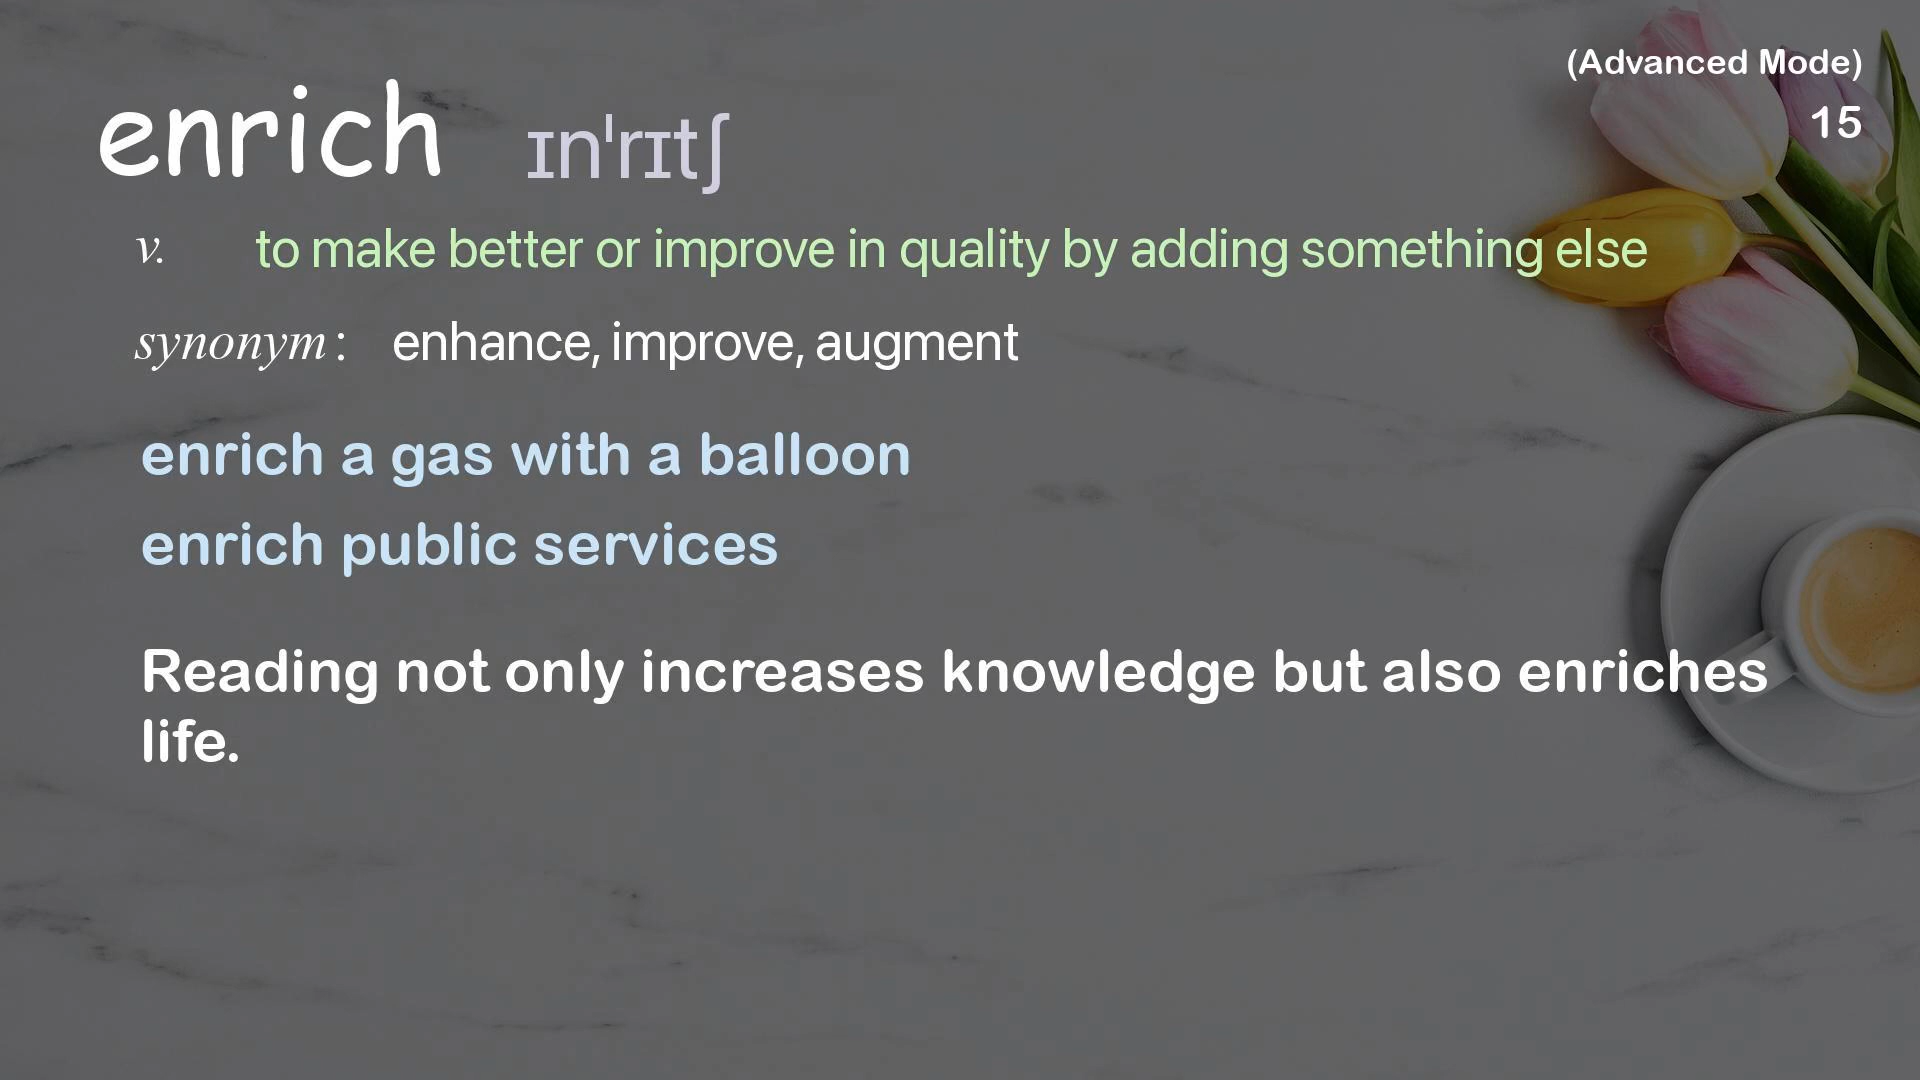 (Advanced Mode)
15
enrich ɪnˈrɪtʃ
v. to make better or improve in quality by adding something else
synonym : enhance, improve, augment
enrich a gas with a balloon
enrich public services
Reading not only increases knowledge but also enriches
life.